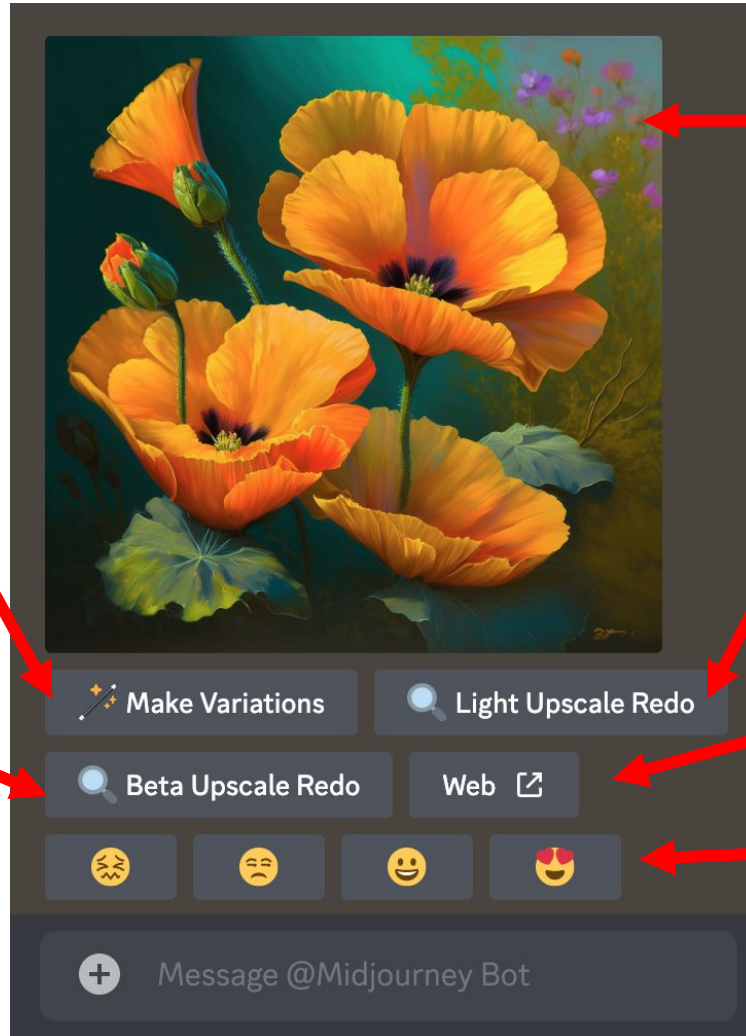 Make Variations
Light Upscale Redo
Beta Upscale Redo
Web
Message @Midjourney Bot